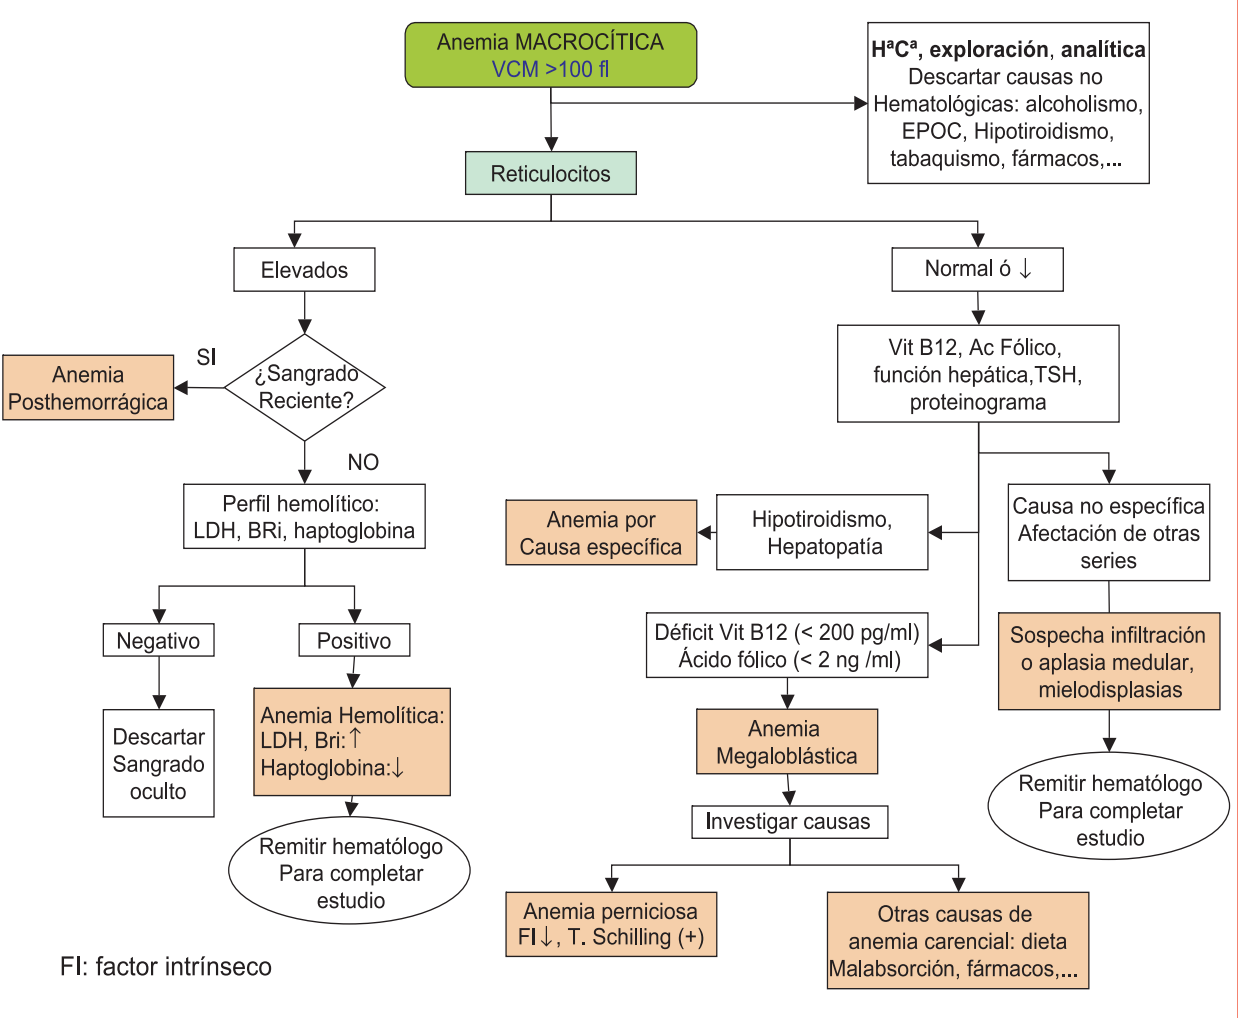 Anemia MACROCÍTICA
VCM >100 fl
HªCª, exploración, analítica
Descartar causas no
Hematológicas: alcoholismo,
EPOC, Hipotiroidismo,
tabaquismo, fármacos,...
Reticulocitos
Elevados
Normal ó ↓
¿Sangrado
Reciente?
SI
Anemia
Posthemorrágica
NO
Perfil hemolítico:
LDH, BRi, haptoglobina
Negativo
Positivo
Descartar
Sangrado
oculto
Anemia Hemolítica:
LDH, Bri:↑
Haptoglobina:↓
Remitir hematólogo
Para completar
estudio
Vit B12, Ac Fólico,
función hepática,TSH,
proteinograma
Anemia por
Causa específica
Hipotiroidismo,
Hepatopatía
Causa no específica
Afectación de otras
series
Déficit Vit B12 (< 200 pg/ml)
Ácido fólico (< 2 ng /ml)
Sospecha infiltración
o aplasia medular,
mielodisplasias
Anemia
Megaloblástica
Remitir hematólogo
Para completar
estudio
Investigar causas
Anemia perniciosa
FI↓, T. Schilling (+)
Otras causas de
anemia carencial: dieta
Malabsorción, fármacos,...
FI: factor intrínseco